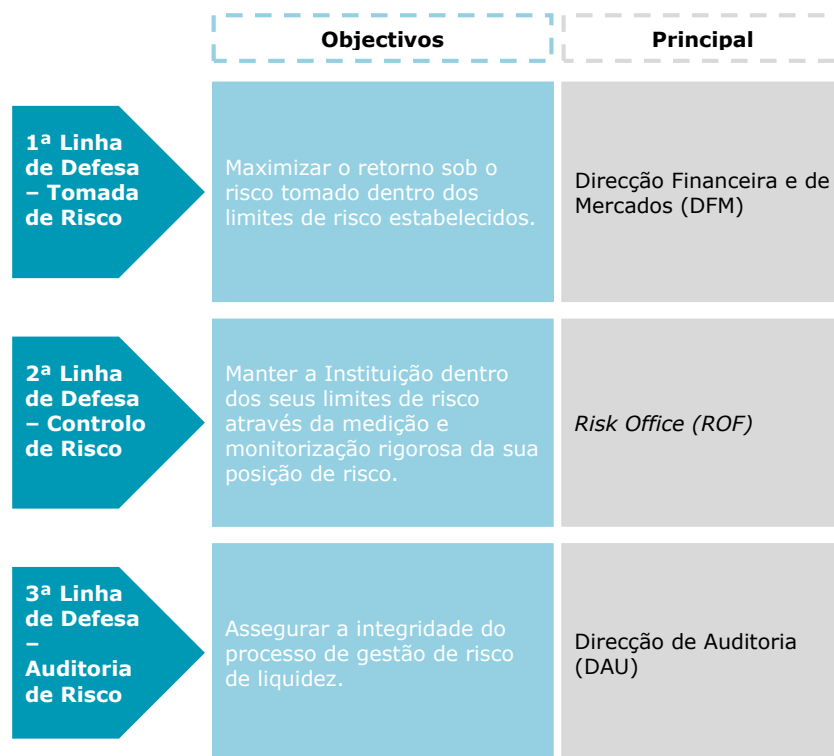 Objectivos
Principal
1ª Linha
de Defesa
– Tomada
de Risco
Maximizar o retorno sob o
risco tomado dentro dos
limites de risco estabelecidos.
Direcção Financeira e de
Mercados (DFM)
2ª Linha
de Defesa
– Controlo
de Risco
Manter a Instituição dentro
dos seus limites de risco
através da medição e
monitorização rigorosa da sua
posição de risco.
Risk Office (ROF)
3ª Linha
de Defesa
–
Auditoria
de Risco
Assegurar a integridade do
processo de gestão de risco
de liquidez.
Direcção de Auditoria
(DAU)